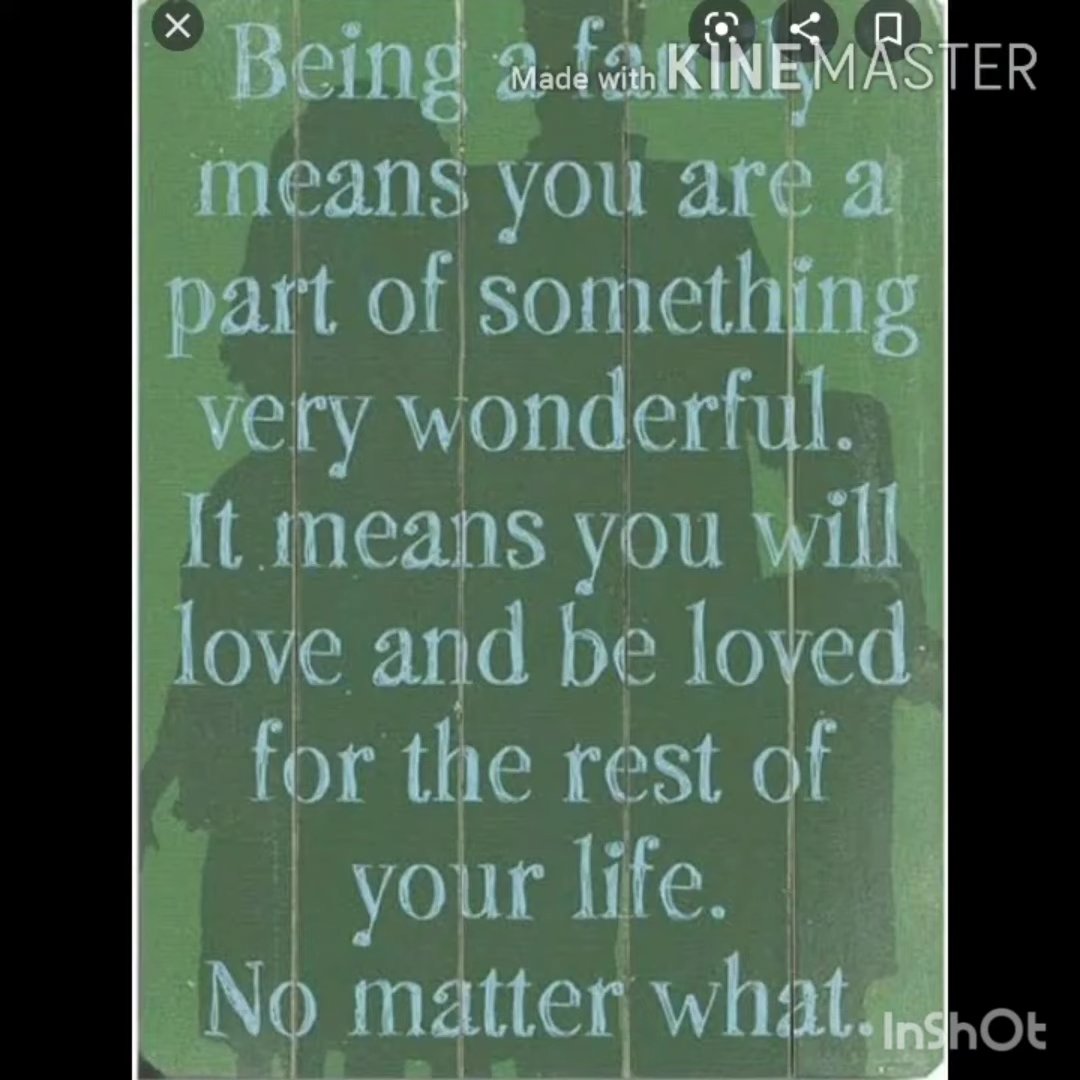 Being a family
Made with KINEMASTER
means you are a
part of something
very wonderful.
It means you will
love and be loved
for the rest of
your life.
No matter what.
InShOt